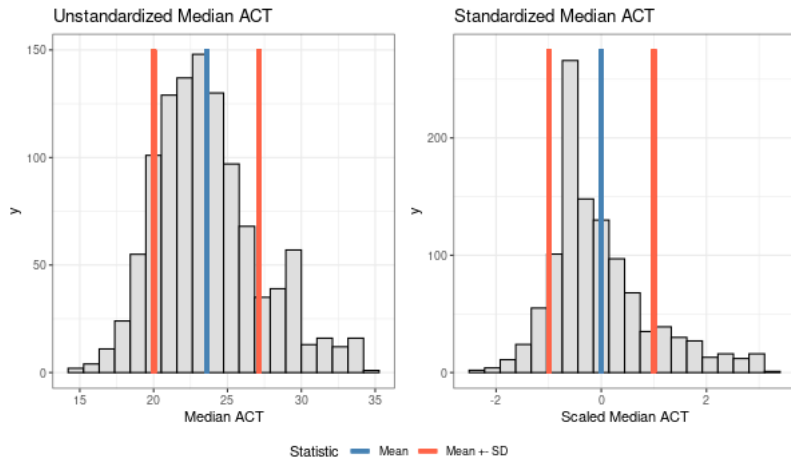 Unstandardized Median ACT
Standardized Median ACT
150
100
50
0
y
15 20 25 30 35
Median ACT
200
100
0
y
-2 0 2
Scaled Median ACT
Statistic Mean Mean +- SD